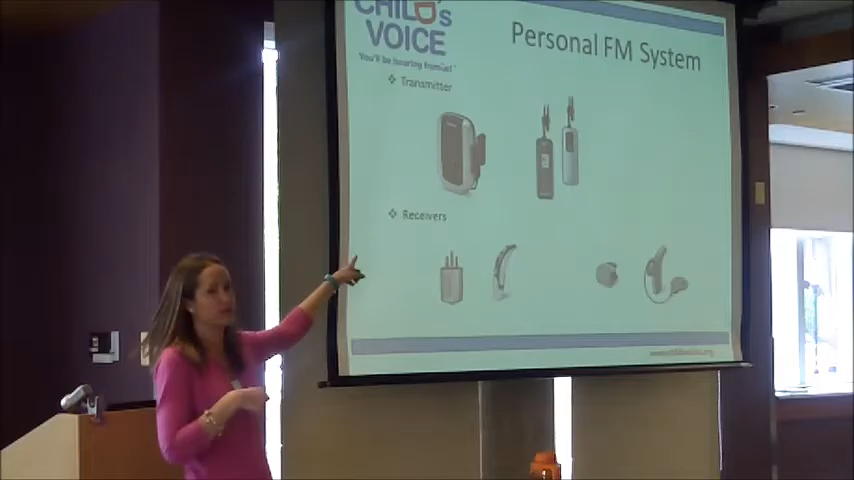 CHILD's
VOICE
You'll be hearing from us!
Personal FM System
❖ Transmitter
❖ Receivers